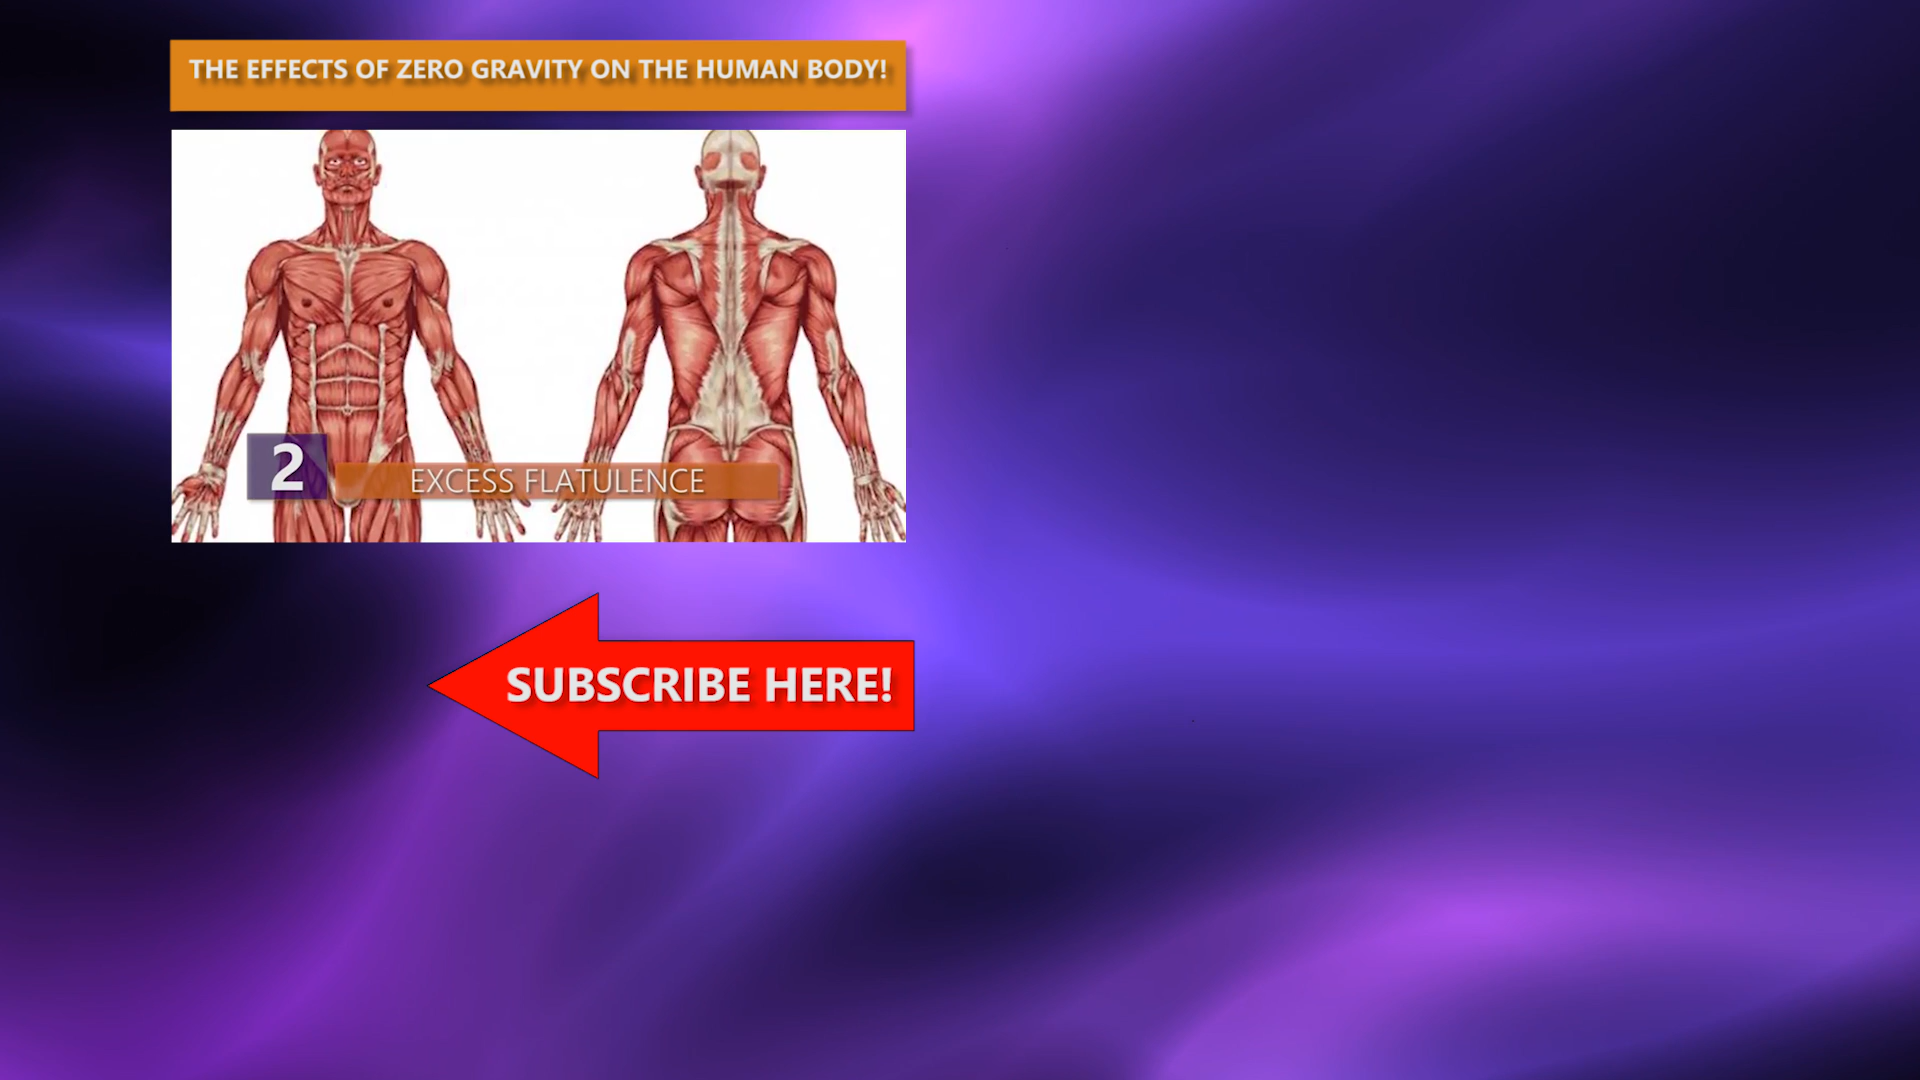 THE EFFECTS OF ZERO GRAVITY ON THE HUMAN BODY!
2
EXCESS FLATULENCE
SUBSCRIBE HERE!